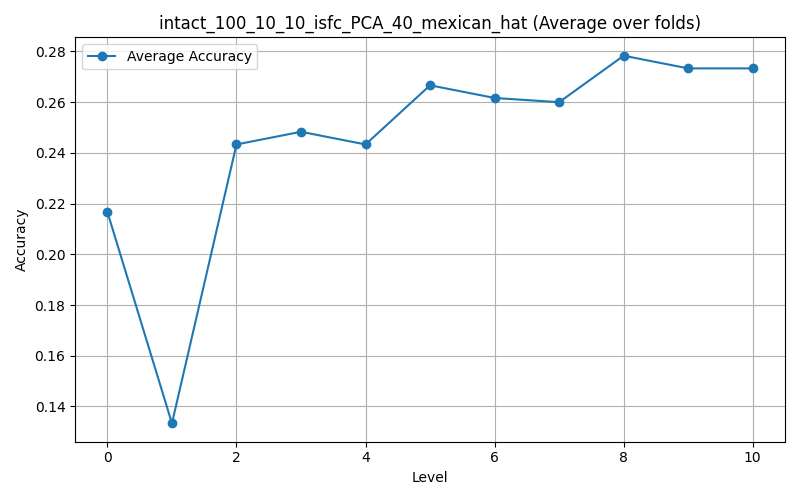 intact_100_10_10_isfc_PCA_40_mexican_hat (Average over folds)
Average Accuracy
0.28
0.26
0.24
0.22
0.20
0.18
0.16
0.14
Accuracy
0 2 4 6 8 10
Level